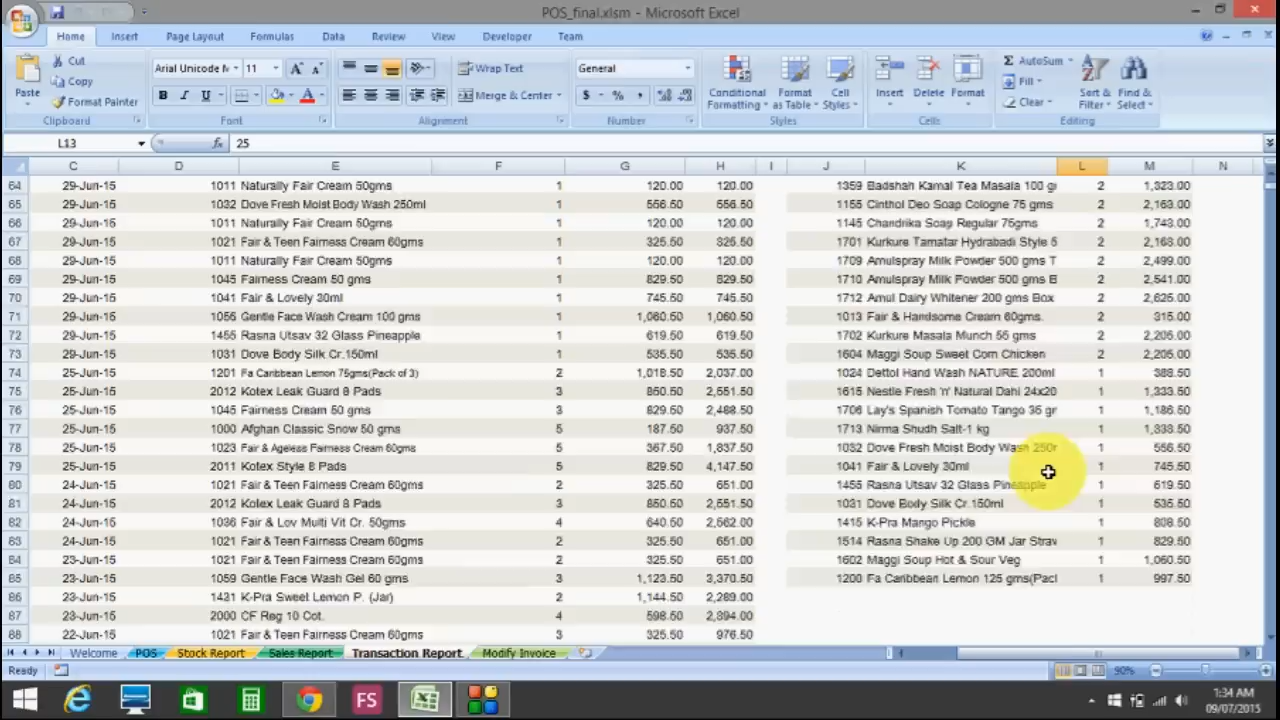 POS_final.xlsm - Microsoft Excel
Home Insert Page Layout Formulas Data Review View Developer Team
Paste Cut Copy Format Painter Clipboard
Arial Unicode M 11 B I U Font
Wrap Text Merge & Center Alignment
General $ % , Number
Conditional Formatting Format as Table Cell Styles Styles
Insert Delete Format Cells
AutoSum Fill Clear Sort & Filter Find & Select Editing
L13 fx 25
C D E F G H I J K L M N
64 29-Jun-15 1011 Naturally Fair Cream 50gms 1 120.00 120.00 1359 Badshah Kamal Tea Masala 100 gr 2 1,323.00
65 29-Jun-15 1032 Dove Fresh Moist Body Wash 250ml 1 556.50 556.50 1155 Cinthol Deo Soap Cologne 75 gms 2 2,163.00
66 29-Jun-15 1011 Naturally Fair Cream 50gms 1 120.00 120.00 1145 Chandrika Soap Regular 75gms 2 1,743.00
67 29-Jun-15 1021 Fair & Teen Fairness Cream 60gms 1 325.50 325.50 1701 Kurkure Tamatar Hydrabadi Style 5 2 2,163.00
68 29-Jun-15 1011 Naturally Fair Cream 50gms 1 120.00 120.00 1709 Amulspray Milk Powder 500 gms T 2 2,499.00
69 29-Jun-15 1045 Fairness Cream 50 gms 1 829.50 829.50 1710 Amulspray Milk Powder 500 gms B 2 2,541.00
70 29-Jun-15 1041 Fair & Lovely 30ml 1 745.50 745.50 1712 Amul Dairy Whitener 200 gms Box 2 2,625.00
71 29-Jun-15 1056 Gentle Face Wash Cream 100 gms 1 1,060.50 1,060.50 1013 Fair & Handsome Cream 60gms. 2 315.00
72 29-Jun-15 1455 Rasna Utsav 32 Glass Pineapple 1 619.50 619.50 1702 Kurkure Masala Munch 55 gms 2 2,205.00
73 29-Jun-15 1031 Dove Body Silk Cr.150ml 1 535.50 535.50 1604 Maggi Soup Sweet Corn Chicken 2 2,205.00
74 25-Jun-15 1201 Fa Caribbean Lemon 75gms(Pack of 3) 2 1,018.50 2,037.00 1024 Dettol Hand Wash NATURE 200ml 1 388.50
75 25-Jun-15 2012 Kotex Leak Guard 8 Pads 3 850.50 2,551.50 1615 Nestle Fresh 'n' Natural Dahi 24x20 1 1,333.50
76 25-Jun-15 1045 Fairness Cream 50 gms 3 829.50 2,488.50 1706 Lay's Spanish Tomato Tango 35 gr 1 1,186.50
77 25-Jun-15 1000 Afghan Classic Snow 50 gms 5 187.50 937.50 1713 Nirma Shudh Salt-1 kg 1 1,333.50
78 25-Jun-15 1023 Fair & Ageless Fairness Cream 60gms 5 367.50 1,837.50 1032 Dove Fresh Moist Body Wash 250r 1 556.50
79 25-Jun-15 2011 Kotex Style 8 Pads 5 829.50 4,147.50 1041 Fair & Lovely 30ml 1 745.50
80 24-Jun-15 1021 Fair & Teen Fairness Cream 60gms 2 325.50 651.00 1455 Rasna Utsav 32 Glass Pineapple 1 619.50
81 24-Jun-15 2012 Kotex Leak Guard 8 Pads 3 850.50 2,551.50 1031 Dove Body Silk Cr.150ml 1 535.50
82 24-Jun-15 1036 Fair & Lov Multi Vit Cr. 50gms 4 640.50 2,562.00 1415 K-Pra Mango Pickle 1 808.50
83 24-Jun-15 1021 Fair & Teen Fairness Cream 60gms 2 325.50 651.00 1514 Rasna Shake Up 200 GM Jar Straw 1 829.50
84 23-Jun-15 1021 Fair & Teen Fairness Cream 60gms 2 325.50 651.00 1602 Maggi Soup Hot & Sour Veg 1 1,060.50
85 23-Jun-15 1059 Gentle Face Wash Gel 60 gms 3 1,123.50 3,370.50 1200 Fa Caribbean Lemon 125 gms(Pacl 1 997.50
86 23-Jun-15 1431 K-Pra Sweet Lemon P. (Jar) 2 1,144.50 2,289.00
87 23-Jun-15 2000 CF Reg 10 Cot. 4 598.50 2,394.00
88 22-Jun-15 1021 Fair & Teen Fairness Cream 60gms 3 325.50 976.50
Welcome POS Stock Report Sales Report Transaction Report Modify Invoice
Ready 90%
FS
1:34 AM
09/07/2015